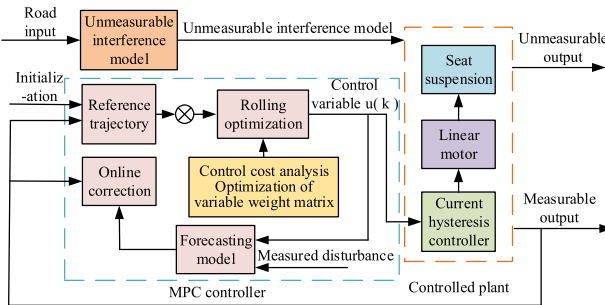 Road
input
Unmeasurable
interference
model
Unmeasurable interference model
Unmeasurable
output
Initializ
-ation
Reference
trajectory
Rolling
optimization
Control
variable u( k )
Seat
suspension
Linear
motor
Online
correction
Control cost analysis
Optimization of
variable weight matrix
Current
hysteresis
controller
Measurable
output
Forecasting
model
Measured disturbance
MPC controller
Controlled plant